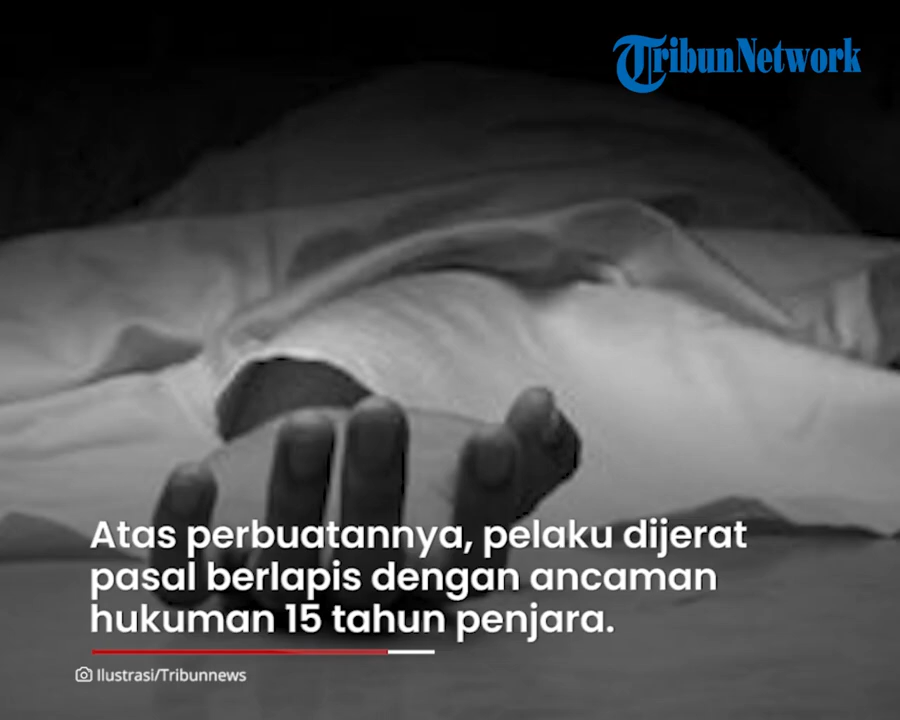 TribunNetwork
Atas perbuatannya, pelaku dijerat
pasal berlapis dengan ancaman
hukuman 15 tahun penjara.
Ilustrasi/Tribunnews